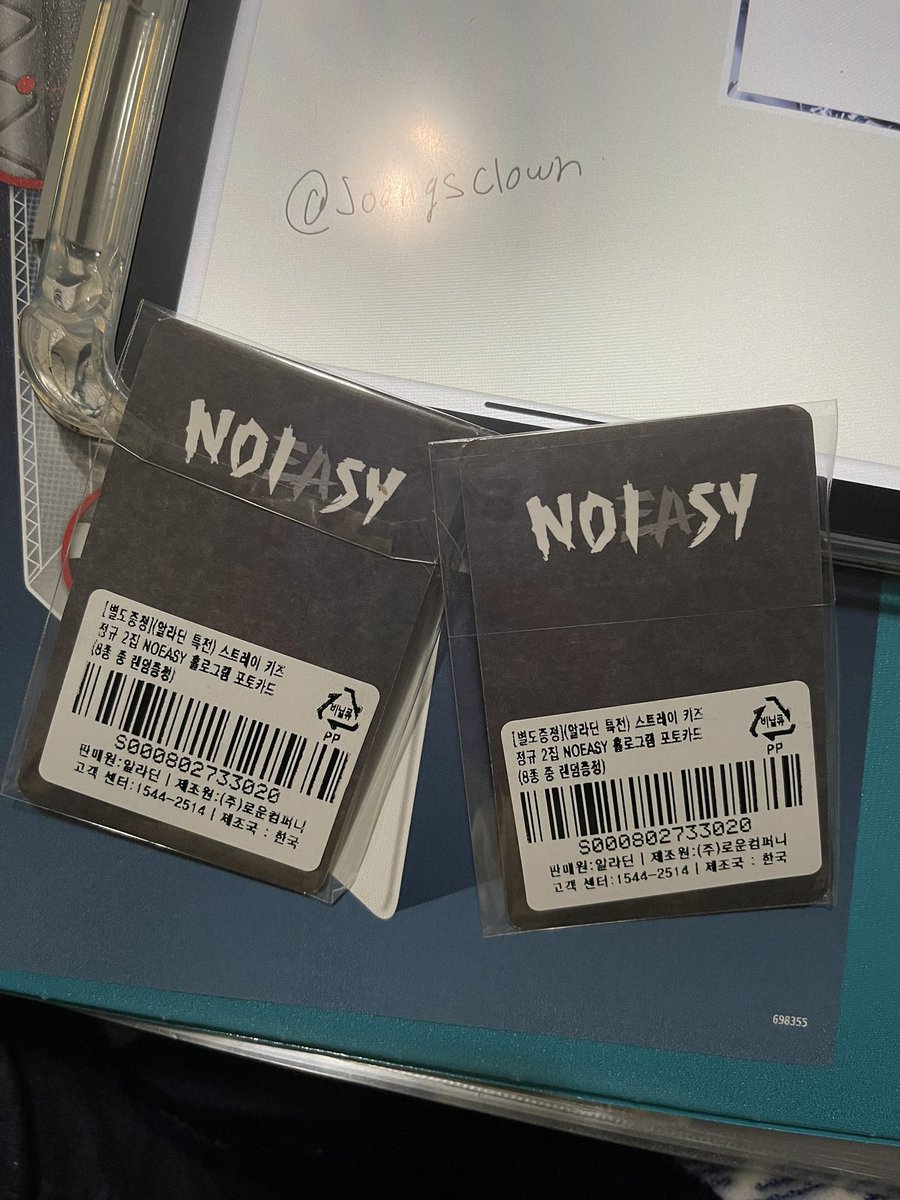 @joongsclown
NOEASY
[별도증정](알라딘 특전) 스트레이 키즈
정규 2집 NOEASY 홀로그램 포토카드
(8종 중 랜덤증정)
비닐류
PP
S000802733020
판매원:알라딘 | 제조원:(주)로운컴퍼니
고객 센터:1544-2514 | 제조국 : 한국
NOEASY
[별도증정](알라딘 특전) 스트레이 키즈
정규 2집 NOEASY 홀로그램 포토카드
(8종 중 랜덤증정)
비닐류
PP
S000802733020
판매원:알라딘 | 제조원:(주)로운컴퍼니
고객 센터:1544-2514 | 제조국 : 한국
698355